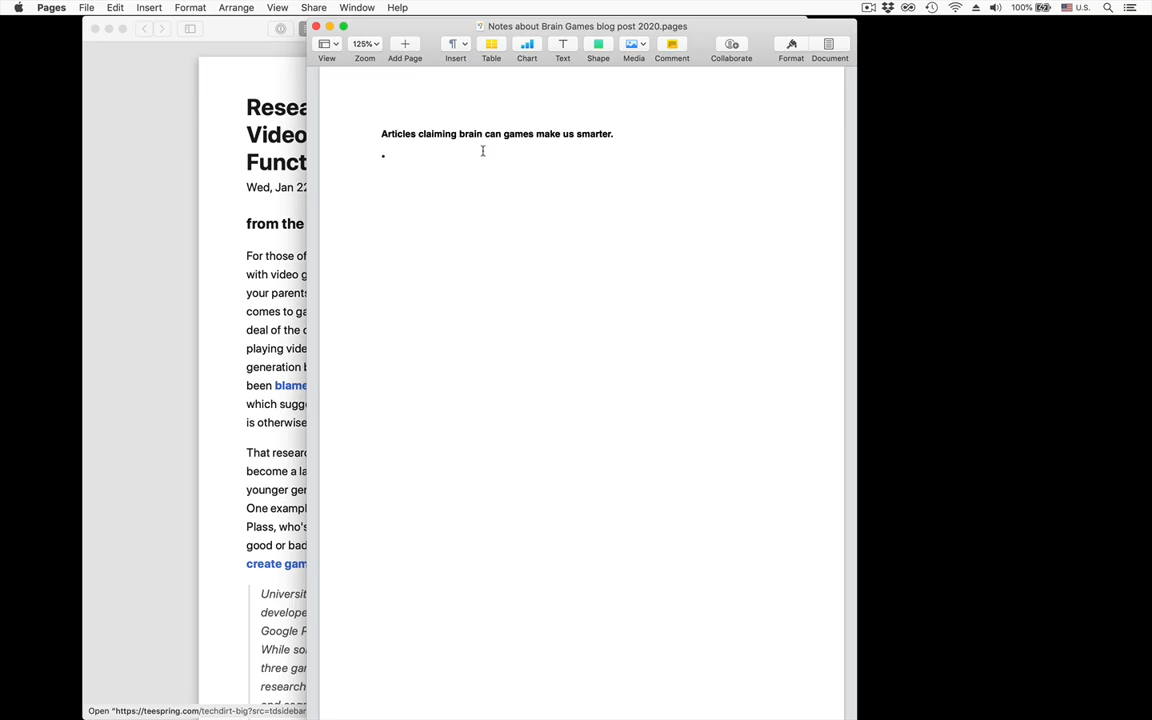 Pages File Edit Insert Format Arrange View Share Window Help 100% U.S.
Notes about Brain Games blog post 2020.pages
125%
View Zoom Add Page Insert Table Chart Text Shape Media Comment Collaborate Format Document
Articles claiming brain can games make us smarter.
•
Resea
Video
Funct
Wed, Jan 22
from the
For those of
with video g
your parents
comes to ga
deal of the c
playing vide
generation b
been blame
which sugg
is otherwise
That researc
become a la
younger gen
One exampl
Plass, who's
good or bad
create gam
Universit
develope
Google P
While so
three gam
research
Open "https://teespring.com/techdirt-big?src=tdsidebar